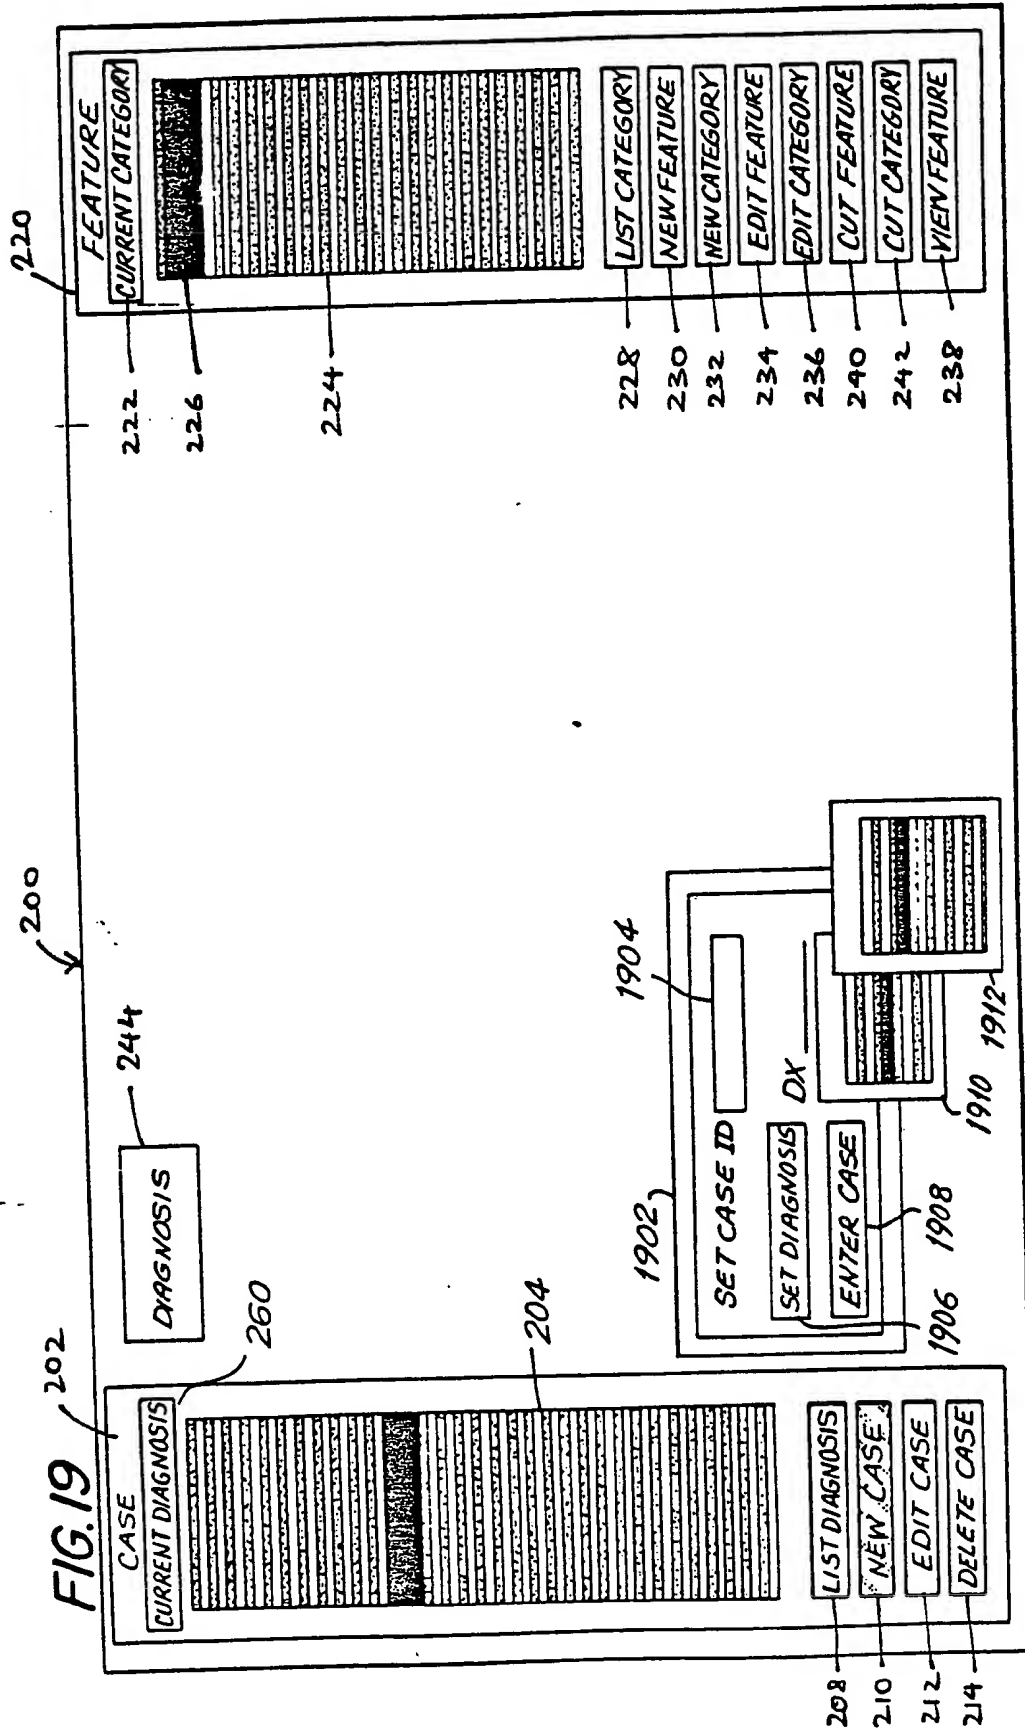 FIG. 19
200
202
CASE
CURRENT DIAGNOSIS
260
204
LIST DIAGNOSIS
NEW CASE
EDIT CASE
DELETE CASE
208
210
212
214
DIAGNOSIS
244
1902
SET CASE ID
1904
SET DIAGNOSIS
DX
ENTER CASE
1906
1908
1910
1912
220
FEATURE
CURRENT CATEGORY
222
226
224
LIST CATEGORY
NEW FEATURE
NEW CATEGORY
EDIT FEATURE
EDIT CATEGORY
CUT FEATURE
CUT CATEGORY
VIEW FEATURE
228
230
232
234
236
240
242
238